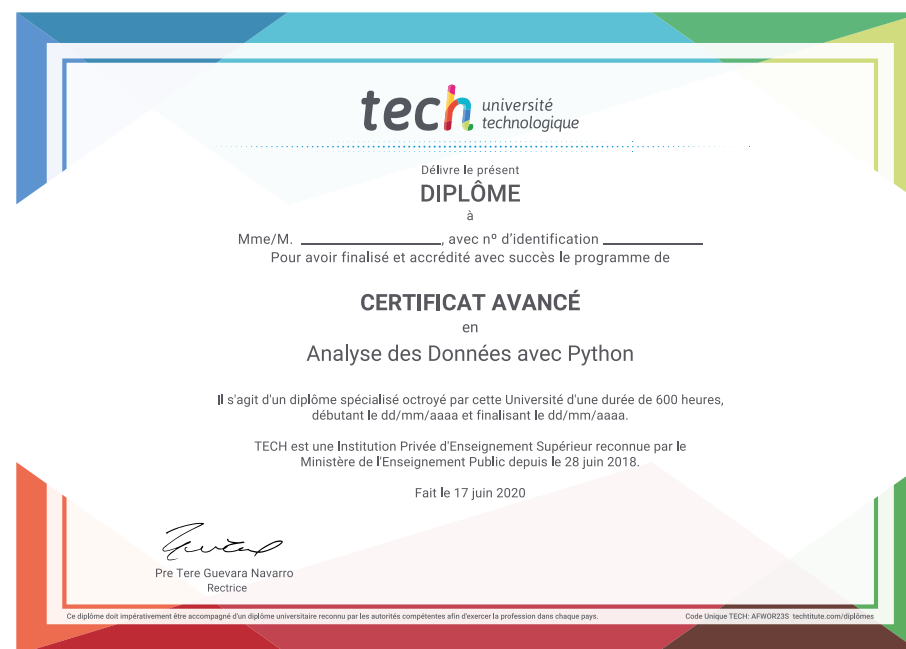 tech université
technologique
Délivre le présent
DIPLÔME
à
Mme/M. ____________________, avec nº d'identification ______________
Pour avoir finalisé et accrédité avec succès le programme de
CERTIFICAT AVANCÉ
en
Analyse des Données avec Python
Il s'agit d'un diplôme spécialisé octroyé par cette Université d'une durée de 600 heures,
débutant le dd/mm/aaaa et finalisant le dd/mm/aaaa.
TECH est une Institution Privée d'Enseignement Supérieur reconnue par le
Ministère de l'Enseignement Public depuis le 28 juin 2018.
Fait le 17 juin 2020
Pre Tere Guevara Navarro
Rectrice
Ce diplôme doit impérativement être accompagné d'un diplôme universitaire reconnu par les autorités compétentes afin d'exercer la profession dans chaque pays.
Code Unique TECH: AFWOR23S techtitute.com/diplômes